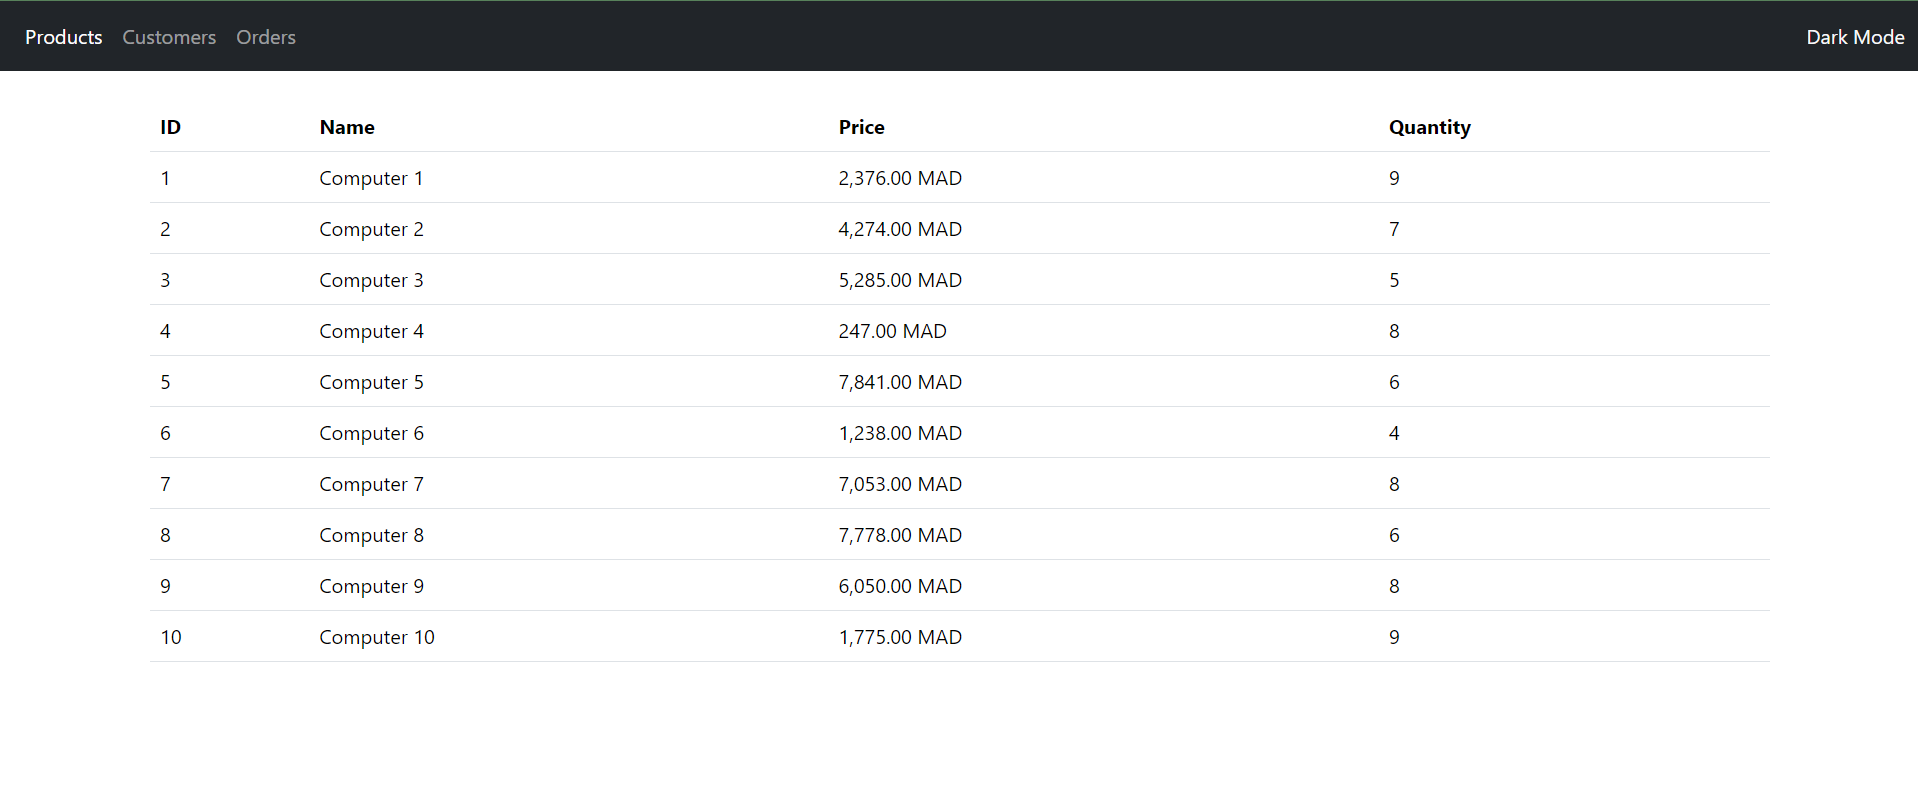 Products Customers Orders Dark Mode
ID Name Price Quantity
1 Computer 1 2,376.00 MAD 9
2 Computer 2 4,274.00 MAD 7
3 Computer 3 5,285.00 MAD 5
4 Computer 4 247.00 MAD 8
5 Computer 5 7,841.00 MAD 6
6 Computer 6 1,238.00 MAD 4
7 Computer 7 7,053.00 MAD 8
8 Computer 8 7,778.00 MAD 6
9 Computer 9 6,050.00 MAD 8
10 Computer 10 1,775.00 MAD 9